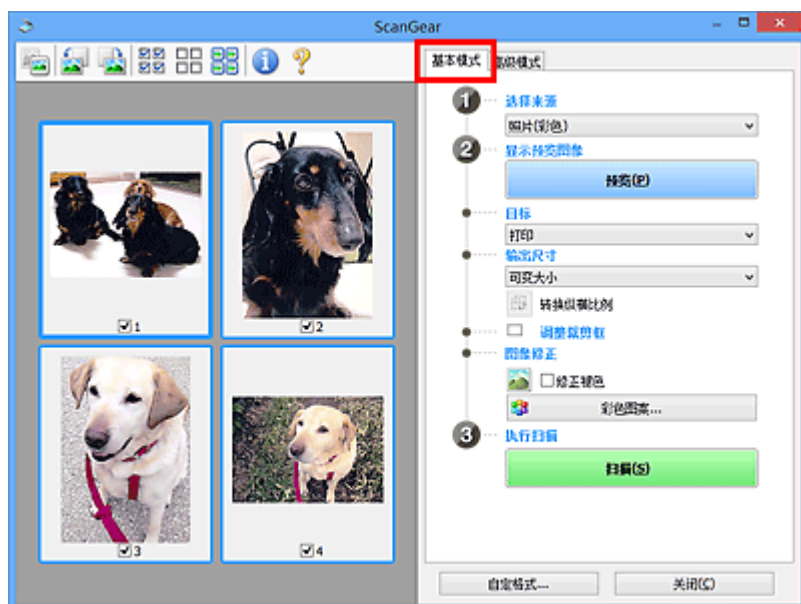 ScanGear
基本模式
高级模式
1
选择来源
照片(彩色)
2
显示预览图像
预览(P)
目标
打印
输出尺寸
可变大小
转换纵横比例
调整裁剪框
图像修正
修正褪色
彩色图案...
3
执行扫描
扫描(S)
1
2
3
4
自定格式...
关闭(C)